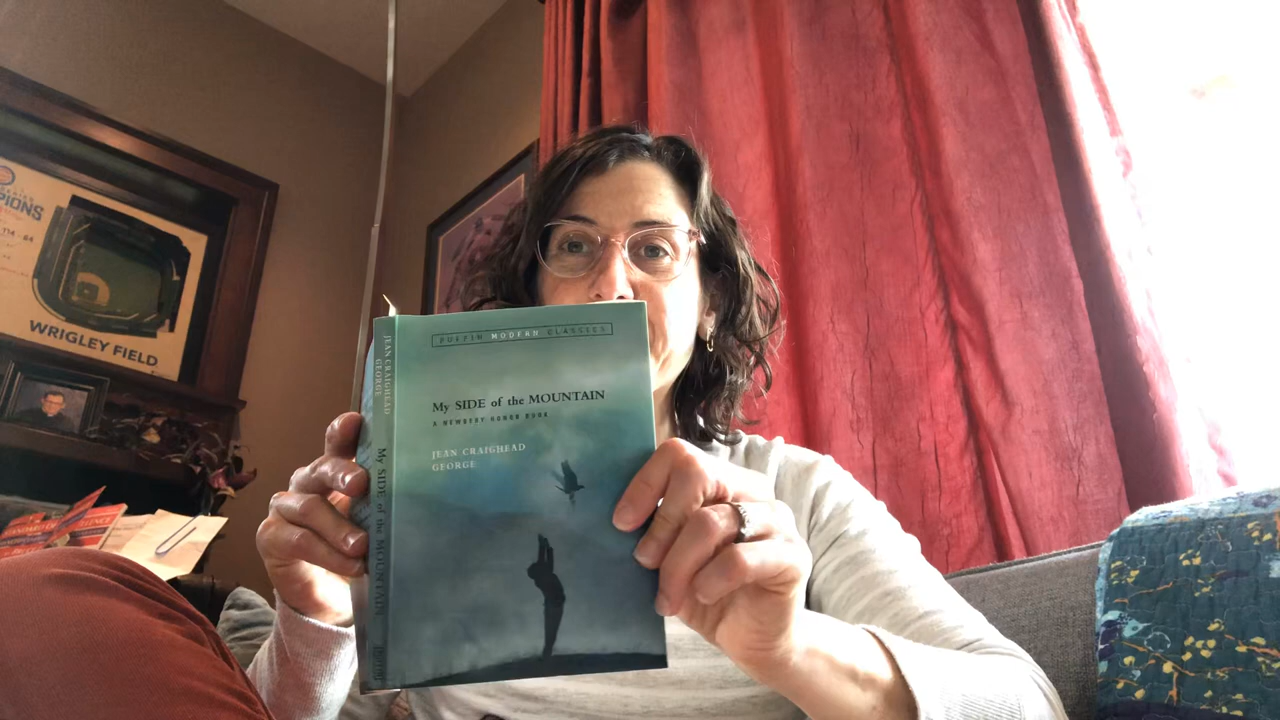 PIONS
WRIGLEY FIELD
JEAN CRAIGHEAD
GEORGE
My SIDE of the MOUNTAIN
PUFFIN MODERN CLASSICS
My SIDE of the MOUNTAIN
A NEWBERY HONOR BOOK
JEAN CRAIGHEAD
GEORGE